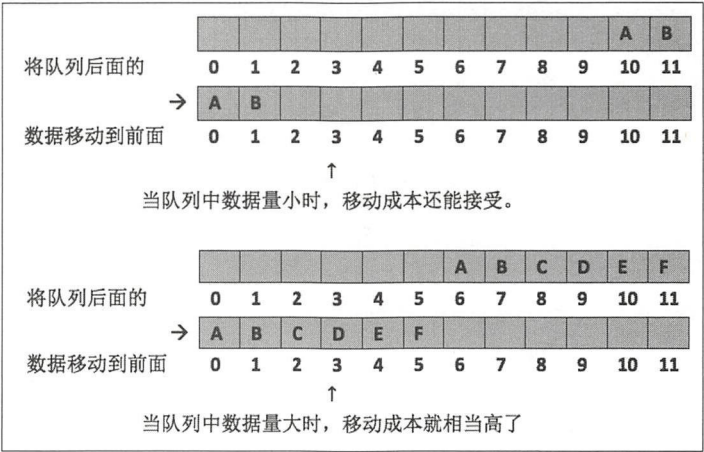 A B
将队列后面的 0 1 2 3 4 5 6 7 8 9 10 11
→ A B
数据移动到前面 0 1 2 3 4 5 6 7 8 9 10 11
↑
当队列中数据量小时，移动成本还能接受。
A B C D E F
将队列后面的 0 1 2 3 4 5 6 7 8 9 10 11
→ A B C D E F
数据移动到前面 0 1 2 3 4 5 6 7 8 9 10 11
↑
当队列中数据量大时，移动成本就相当高了